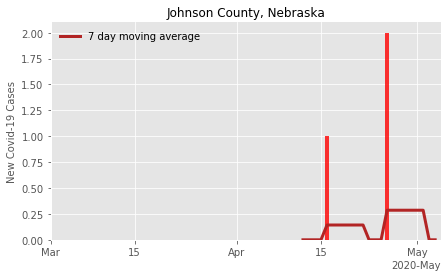 Johnson County, Nebraska
7 day moving average
New Covid-19 Cases
2.00
1.75
1.50
1.25
1.00
0.75
0.50
0.25
0.00
Mar
15
Apr
15
May
2020-May